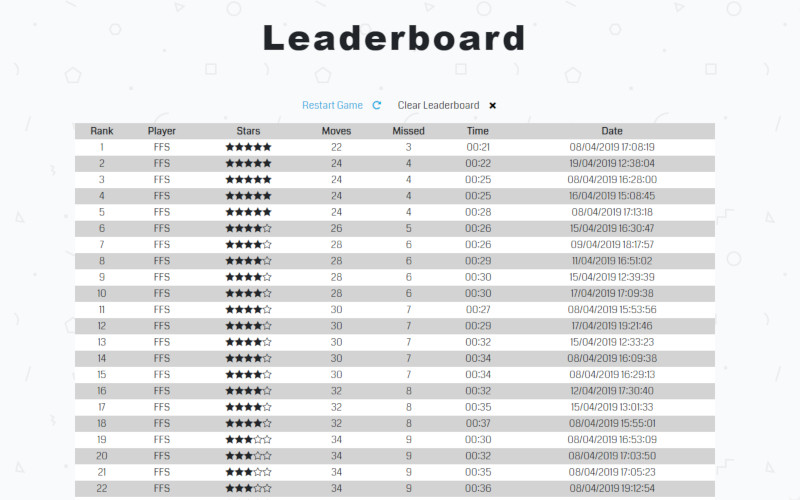 Leaderboard
Restart Game Clear Leaderboard
Rank Player Stars Moves Missed Time Date
1 FFS ★★★★★ 22 3 00:21 08/04/2019 17:08:19
2 FFS ★★★★★ 24 4 00:22 19/04/2019 12:38:04
3 FFS ★★★★★ 24 4 00:25 08/04/2019 16:28:00
4 FFS ★★★★★ 24 4 00:25 16/04/2019 15:08:45
5 FFS ★★★★★ 24 4 00:28 08/04/2019 17:13:18
6 FFS ★★★★☆ 26 5 00:26 15/04/2019 16:30:47
7 FFS ★★★★☆ 28 6 00:26 09/04/2019 18:17:57
8 FFS ★★★★☆ 28 6 00:29 11/04/2019 16:51:02
9 FFS ★★★★☆ 28 6 00:30 15/04/2019 12:39:39
10 FFS ★★★★☆ 28 6 00:30 17/04/2019 17:09:38
11 FFS ★★★★☆ 30 7 00:27 08/04/2019 15:53:56
12 FFS ★★★★☆ 30 7 00:29 17/04/2019 19:21:46
13 FFS ★★★★☆ 30 7 00:32 15/04/2019 12:33:23
14 FFS ★★★★☆ 30 7 00:34 08/04/2019 16:09:38
15 FFS ★★★★☆ 30 7 00:34 08/04/2019 16:29:13
16 FFS ★★★★☆ 32 8 00:32 12/04/2019 17:30:40
17 FFS ★★★★☆ 32 8 00:35 15/04/2019 13:01:33
18 FFS ★★★★☆ 32 8 00:37 08/04/2019 15:55:01
19 FFS ★★★☆☆ 34 9 00:30 08/04/2019 16:53:09
20 FFS ★★★☆☆ 34 9 00:32 08/04/2019 17:03:50
21 FFS ★★★☆☆ 34 9 00:35 08/04/2019 17:05:23
22 FFS ★★★☆☆ 34 9 00:36 08/04/2019 19:12:54